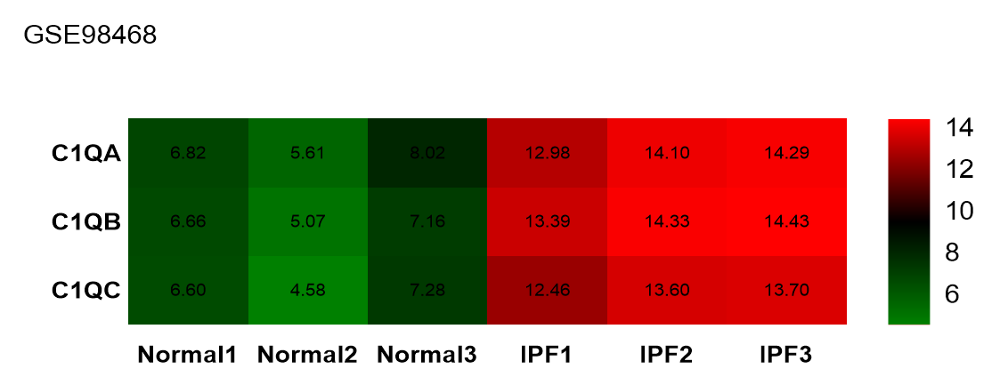 GSE98468
C1QA 6.82 5.61 8.02 12.98 14.10 14.29
C1QB 6.66 5.07 7.16 13.39 14.33 14.43
C1QC 6.60 4.58 7.28 12.46 13.60 13.70
Normal1 Normal2 Normal3 IPF1 IPF2 IPF3
14
12
10
8
6